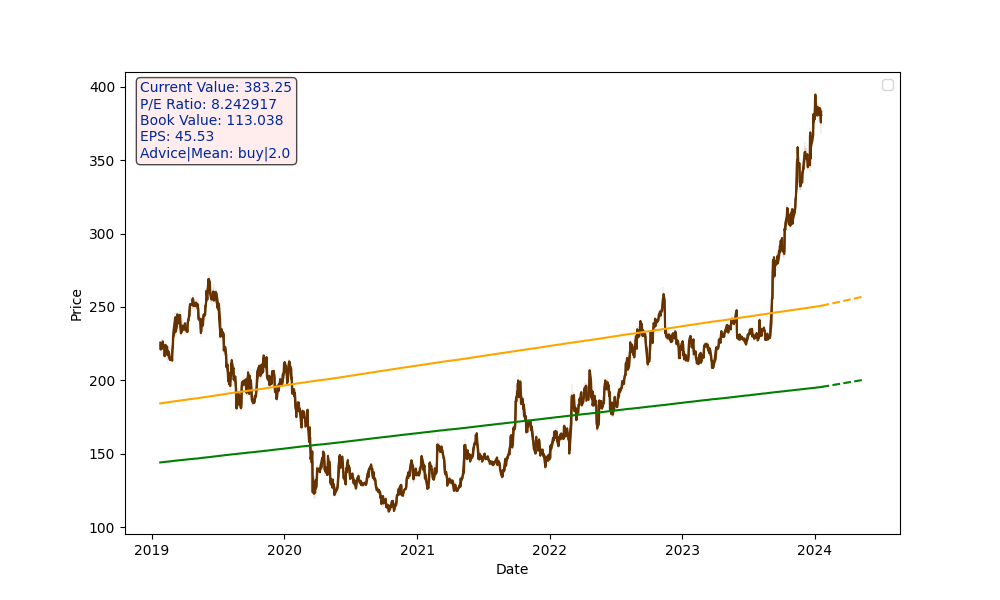 Current Value: 383.25
P/E Ratio: 8.242917
Book Value: 113.038
EPS: 45.53
Advice|Mean: buy|2.0
400
350
300
250
200
150
100
Price
2019 2020 2021 2022 2023 2024
Date